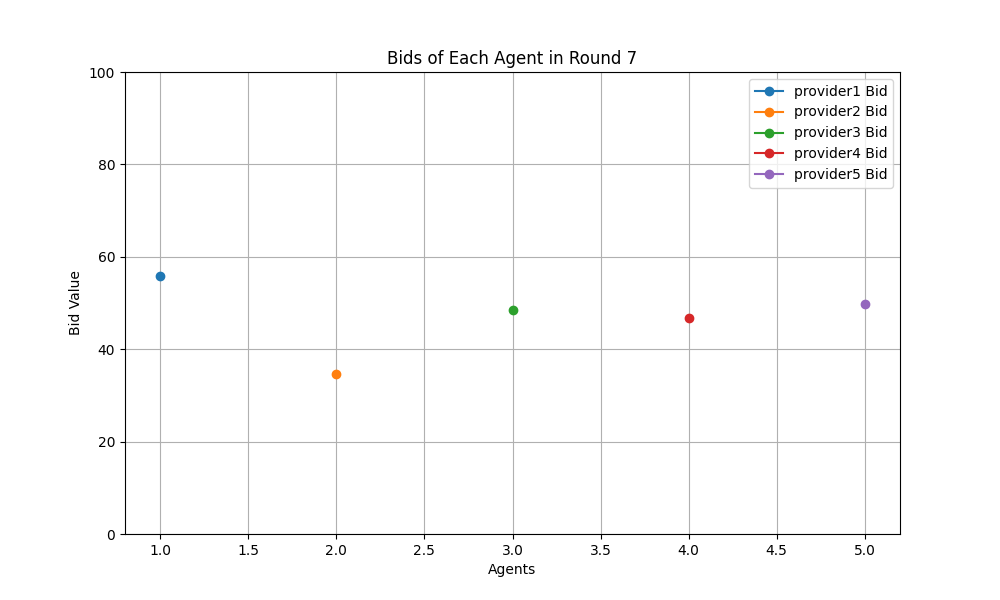 Bids of Each Agent in Round 7
100
80
60
40
20
0
Bid Value
provider1 Bid
provider2 Bid
provider3 Bid
provider4 Bid
provider5 Bid
1.0 1.5 2.0 2.5 3.0 3.5 4.0 4.5 5.0
Agents